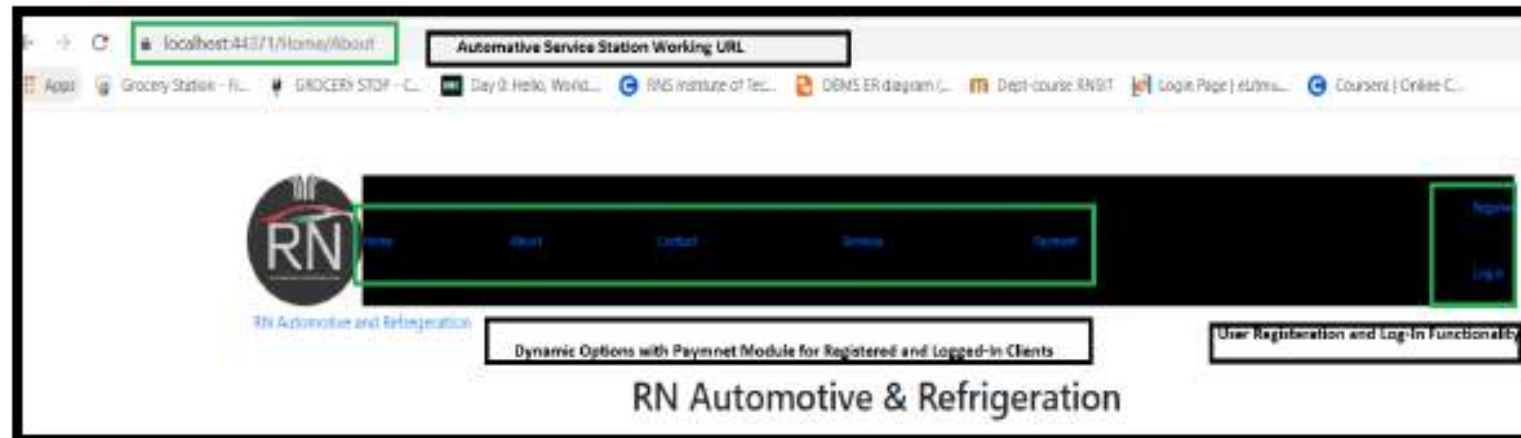 localhost:44371/Home/About
Automative Service Station Working URL
Apps Grocery Station - Fi... GROCERY STOP - C... Day 0: Hello, World... RNS Institute of Tec... DBMS ER diagram (... Dept-course RNSIT Login Page | eLitmu... Coursera | Online C...
RN
Home About Contact Service Payment
Register
Log in
RN Automotive and Refregeration
Dynamic Options with Paymnet Module for Registered and Logged-In Clients
User Registeration and Log-In Functionality
RN Automotive & Refrigeration